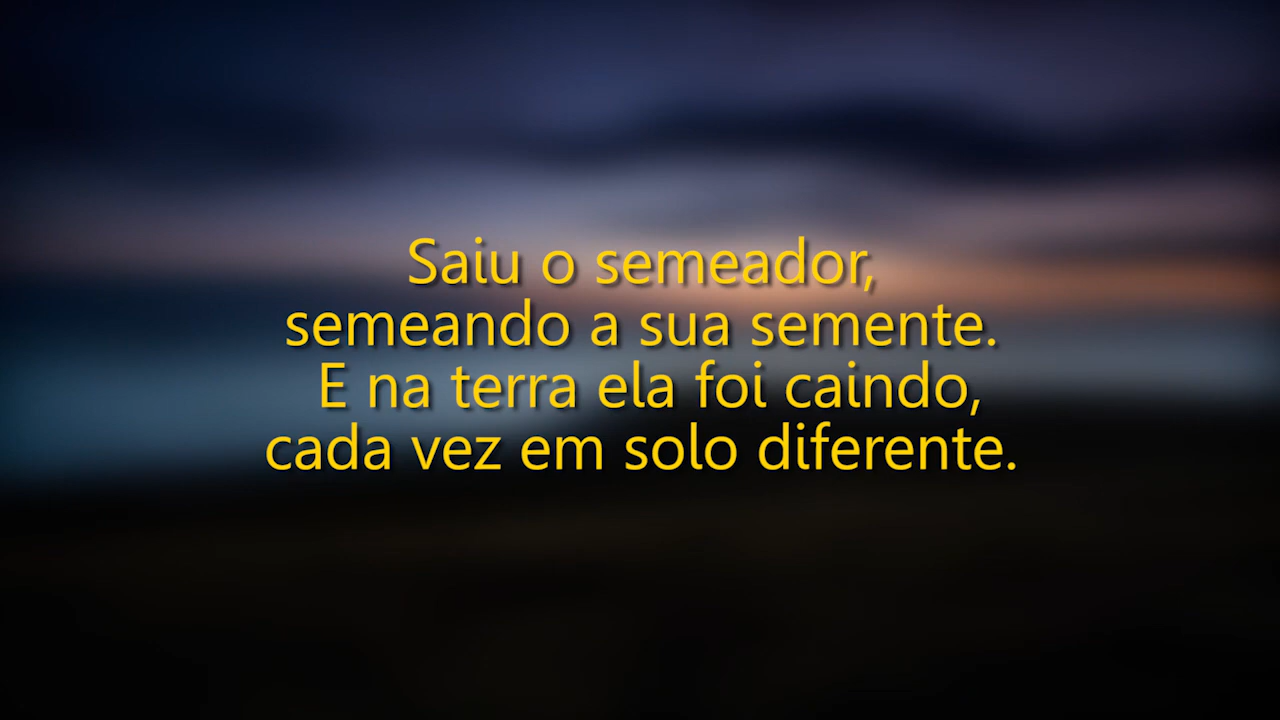 Saiu o semeador,
semeando a sua semente.
E na terra ela foi caindo,
cada vez em solo diferente.